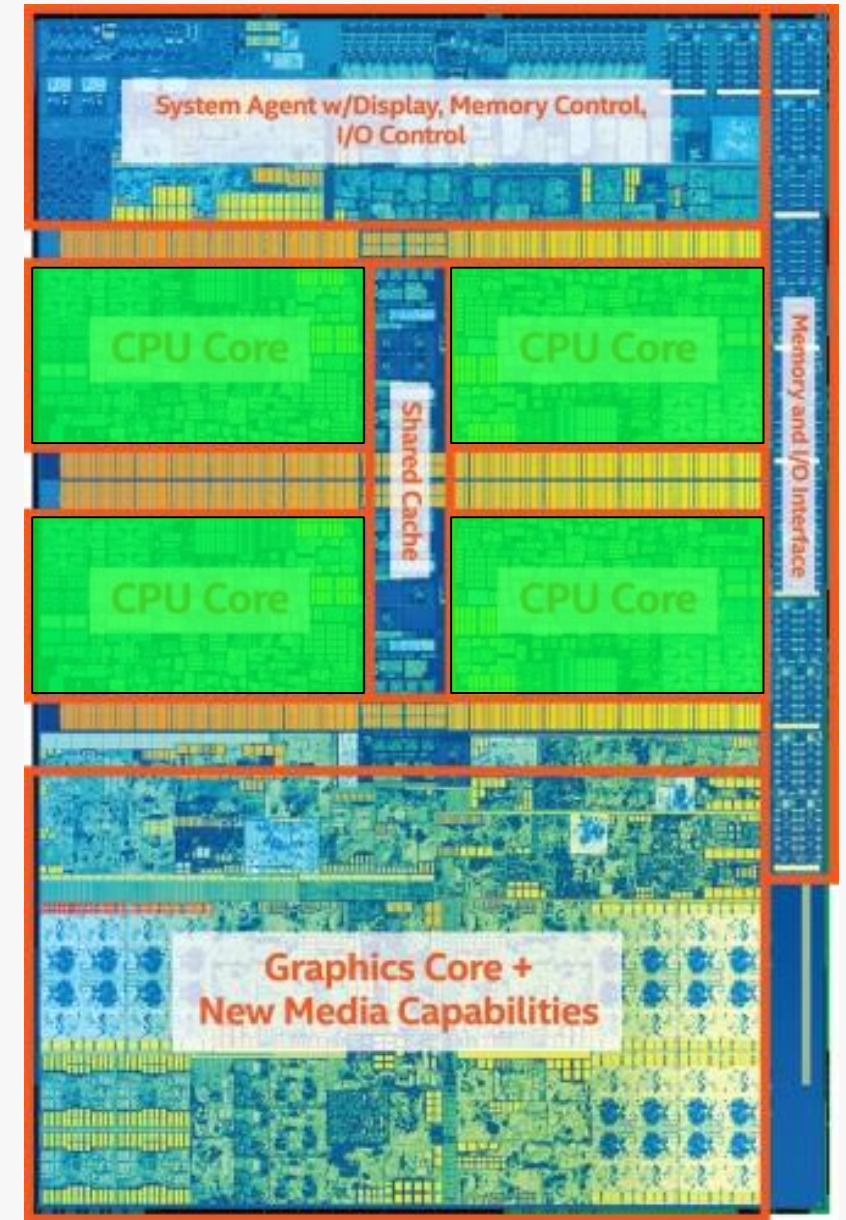 System Agent w/Display, Memory Control,
I/O Control
CPU Core
CPU Core
Shared Cache
Memory and I/O Interface
CPU Core
CPU Core
Graphics Core +
New Media Capabilities